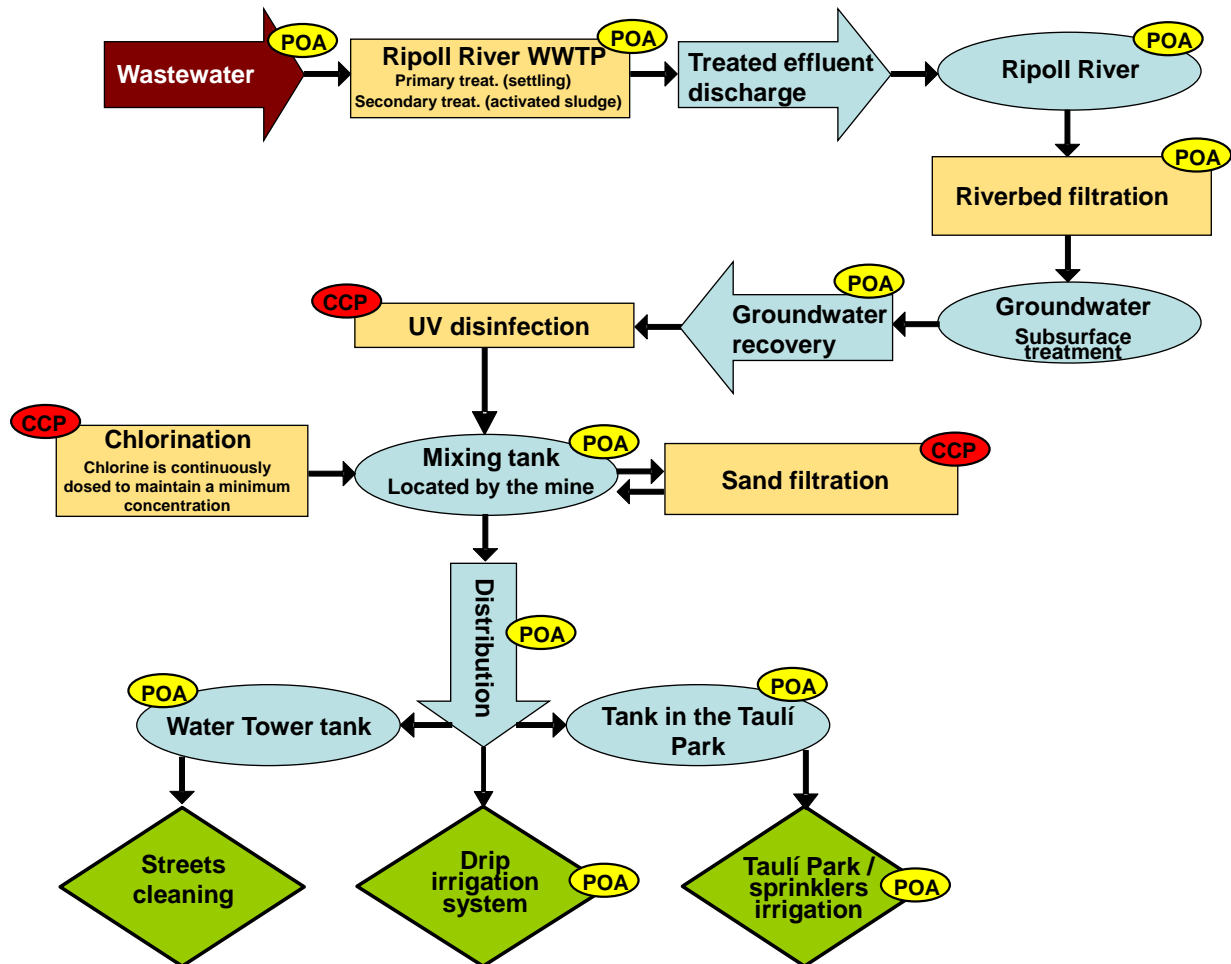 POA
Wastewater
POA
Ripoll River WWTP
Primary treat. (settling)
Secondary treat. (activated sludge)
Treated effluent
discharge
POA
Ripoll River
POA
Riverbed filtration
Groundwater
Subsurface
treatment
POA
Groundwater
recovery
CCP
UV disinfection
CCP
Chlorination
Chlorine is continuously
dosed to maintain a minimum
concentration
POA
Mixing tank
Located by the mine
CCP
Sand filtration
Distribution
POA
POA
Water Tower tank
POA
Tank in the Taulí
Park
Streets
cleaning
Drip
irrigation
system
POA
Taulí Park /
sprinklers
irrigation
POA